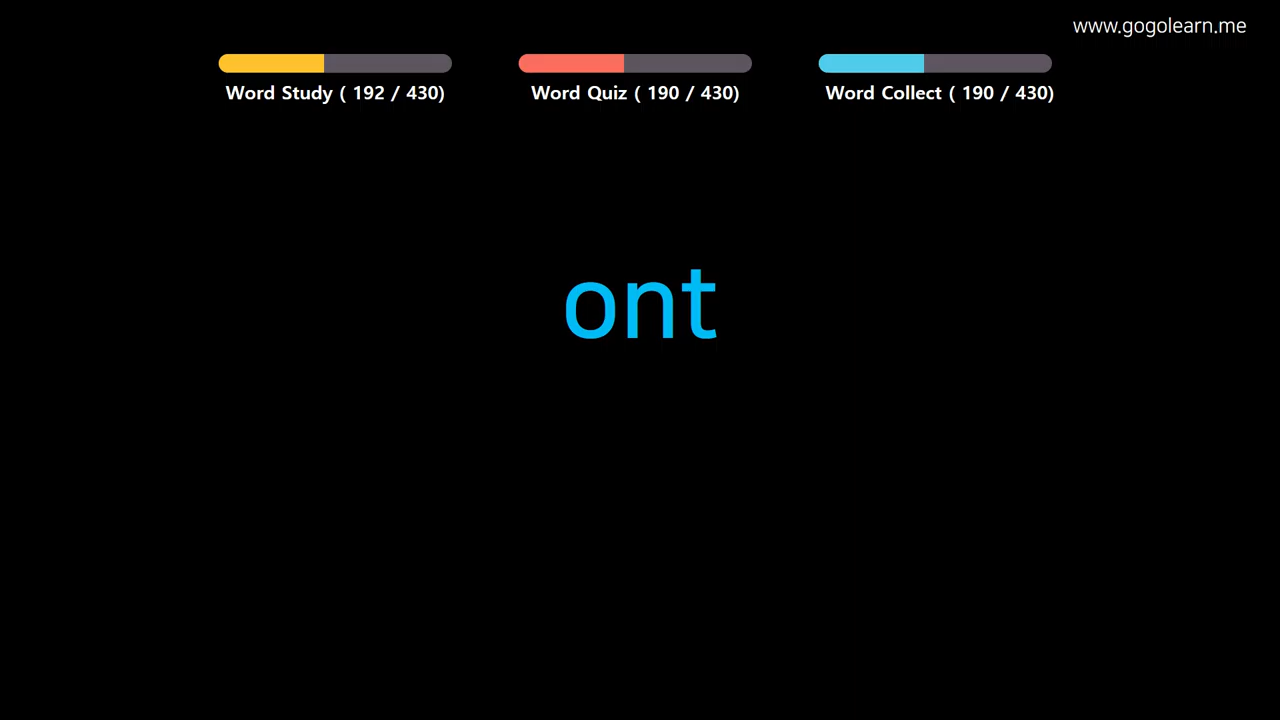 www.gogolearn.me
Word Study ( 192 / 430)
Word Quiz ( 190 / 430)
Word Collect ( 190 / 430)
ont